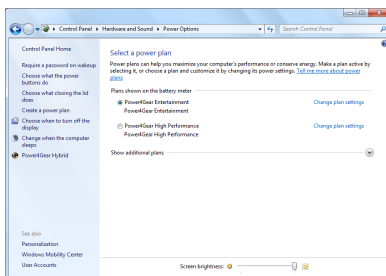 Control Panel ▸ Hardware and Sound ▸ Power Options
Search Control Panel
Control Panel Home
Require a password on wakeup
Choose what the power
buttons do
Choose what closing the lid
does
Create a power plan
Choose when to turn off the
display
Change when the computer
sleeps
Power4Gear Hybrid
See also
Personalization
Windows Mobility Center
User Accounts
Select a power plan
Power plans can help you maximize your computer's performance or conserve energy. Make a plan active by
selecting it, or choose a plan and customize it by changing its power settings. Tell me more about power
plans
Plans shown on the battery meter
Power4Gear Entertainment
Change plan settings
Power4Gear Entertainment
Power4Gear High Performance
Change plan settings
Power4Gear High Performance
Show additional plans
Screen brightness: